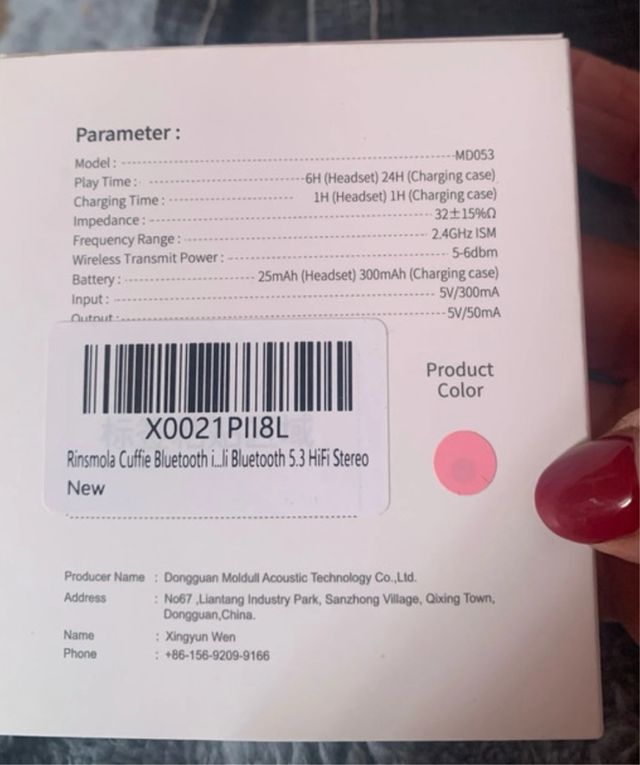 Parameter :
Model : MD053
Play Time : 6H (Headset) 24H (Charging case)
Charging Time : 1H (Headset) 1H (Charging case)
Impedance : 32±15%Ω
Frequency Range : 2.4GHz ISM
Wireless Transmit Power : 5-6dbm
Battery : 25mAh (Headset) 300mAh (Charging case)
Input : 5V/300mA
Output : 5V/50mA
Product
Color
X0021PII8L
Rinsmola Cuffie Bluetooth i...li Bluetooth 5.3 HiFi Stereo
New
Producer Name : Dongguan Moldull Acoustic Technology Co.,Ltd.
Address : No67 ,Liantang Industry Park, Sanzhong Village, Qixing Town,
Dongguan,China.
Name : Xingyun Wen
Phone : +86-156-9209-9166